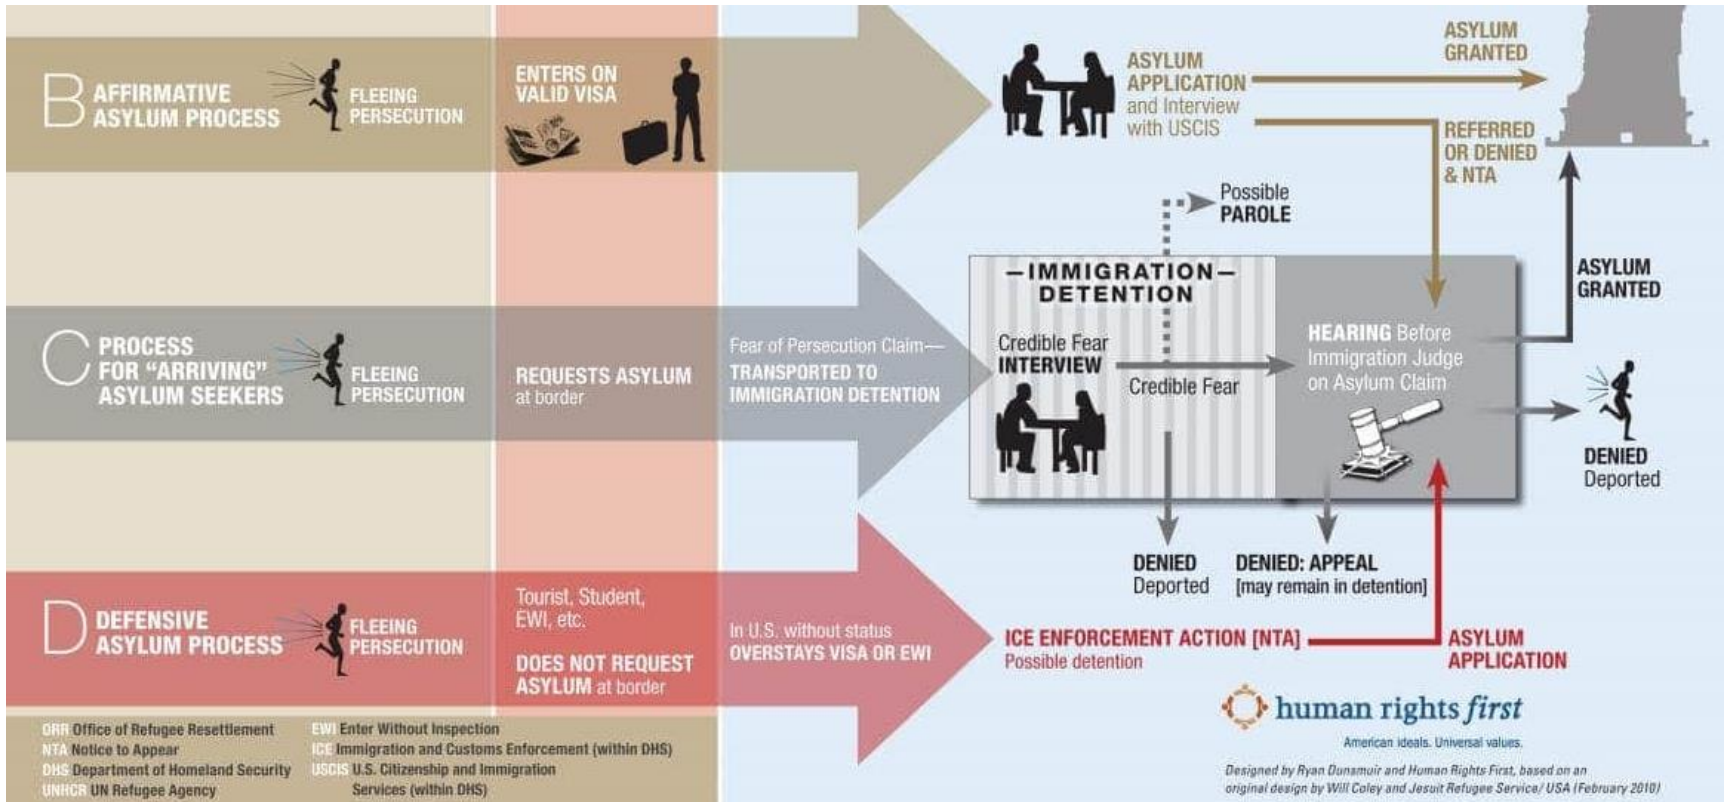 B AFFIRMATIVE
ASYLUM PROCESS
FLEEING
PERSECUTION
ENTERS ON
VALID VISA
ASYLUM
APPLICATION
and Interview
with USCIS
ASYLUM
GRANTED
REFERRED
OR DENIED
& NTA
Possible
PAROLE
C PROCESS
FOR “ARRIVING”
ASYLUM SEEKERS
FLEEING
PERSECUTION
REQUESTS ASYLUM
at border
Fear of Persecution Claim—
TRANSPORTED TO
IMMIGRATION DETENTION
—IMMIGRATION—
DETENTION
Credible Fear
INTERVIEW
Credible Fear
HEARING Before
Immigration Judge
on Asylum Claim
ASYLUM
GRANTED
DENIED
Deported
DENIED
Deported
DENIED: APPEAL
[may remain in detention]
D DEFENSIVE
ASYLUM PROCESS
FLEEING
PERSECUTION
Tourist, Student,
EWI, etc.
DOES NOT REQUEST
ASYLUM at border
In U.S. without status
OVERSTAYS VISA OR EWI
ICE ENFORCEMENT ACTION [NTA]
Possible detention
ASYLUM
APPLICATION
ORR Office of Refugee Resettlement
NTA Notice to Appear
DHS Department of Homeland Security
UNHCR UN Refugee Agency
EWI Enter Without Inspection
ICE Immigration and Customs Enforcement (within DHS)
USCIS U.S. Citizenship and Immigration
Services (within DHS)
human rights first
American ideals. Universal values.
Designed by Ryan Dunsmuir and Human Rights First, based on an
original design by Will Coley and Jesuit Refugee Service/ USA (February 2010)